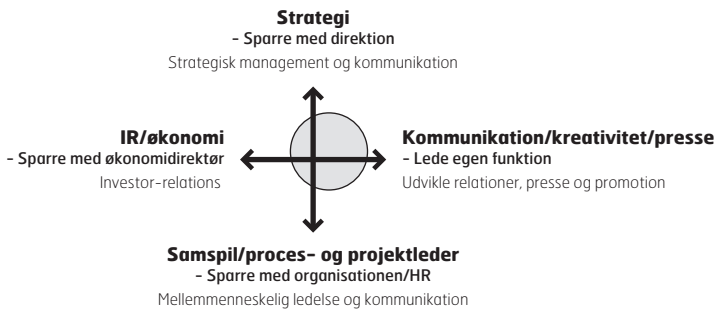 Strategi
– Sparre med direktion
Strategisk management og kommunikation
IR/økonomi
– Sparre med økonomidirektør
Investor-relations
Kommunikation/kreativitet/presse
– Lede egen funktion
Udvikle relationer, presse og promotion
Samspil/proces- og projektleder
– Sparre med organisationen/HR
Mellemmenneskelig ledelse og kommunikation